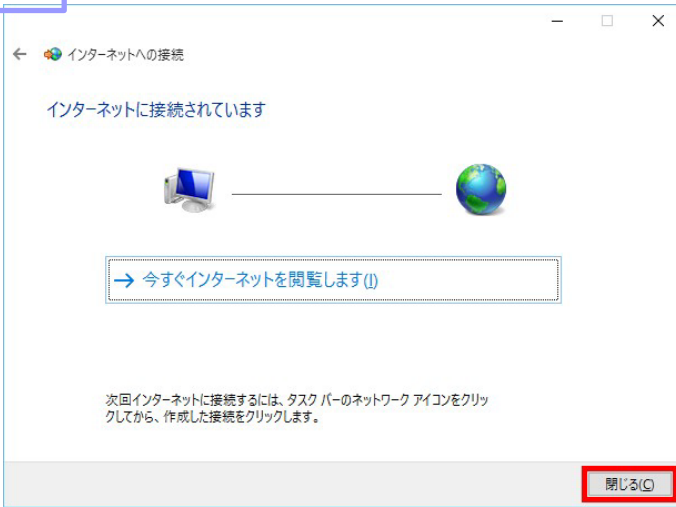 インターネットへの接続
インターネットに接続されています
→ 今すぐインターネットを閲覧します(I)
次回インターネットに接続するには、タスク バーのネットワーク アイコンをクリッ
クしてから、作成した接続をクリックします。
閉じる(C)